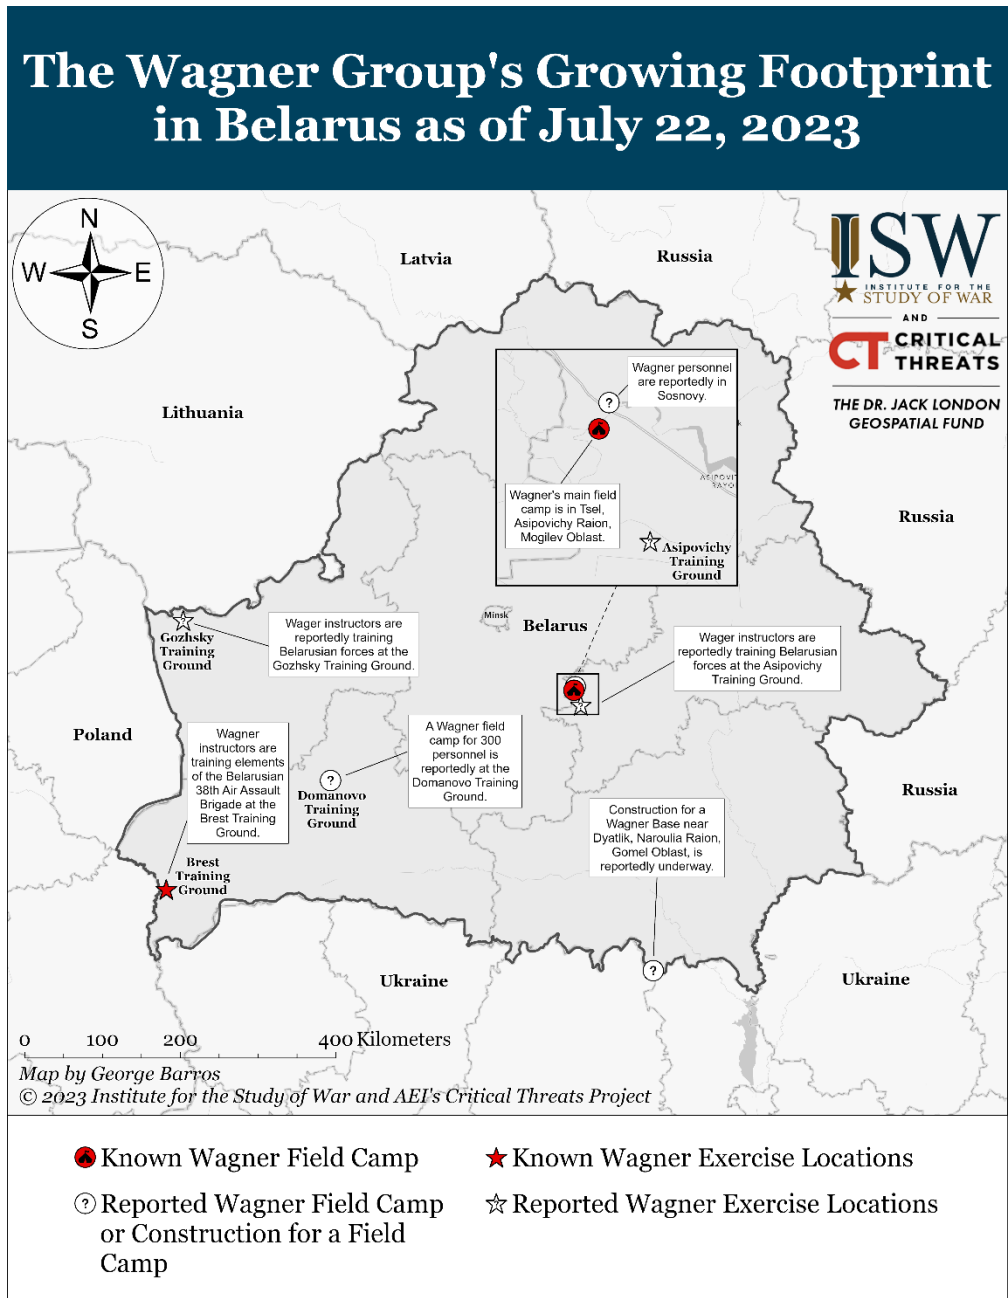 The Wagner Group's Growing Footprint
in Belarus as of July 22, 2023
N
W
E
S
Latvia
Russia
ISW
INSTITUTE FOR THE
STUDY OF WAR
AND
CT CRITICAL
THREATS
THE DR. JACK LONDON
GEOSPATIAL FUND
Lithuania
Wagner personnel
are reportedly in
Sosnovy.
?
Wagner's main field
camp is in Tsel,
Asipovichy Raion,
Mogilev Oblast.
Asipovichy
Training
Ground
Russia
Minsk
Belarus
Gozhsky
Training
Ground
Wager instructors are
reportedly training
Belarusian forces at the
Gozhsky Training Ground.
Wager instructors are
reportedly training Belarusian
forces at the Asipovichy
Training Ground.
Poland
Wagner
instructors are
training elements
of the Belarusian
38th Air Assault
Brigade at the
Brest Training
Ground.
A Wagner field
camp for 300
personnel is
reportedly at the
Domanovo Training
Ground.
?
Domanovo
Training
Ground
Construction for a
Wagner Base near
Dyatlik, Naroulia Raion,
Gomel Oblast, is
reportedly underway.
Russia
Brest
Training
Ground
?
Ukraine
Ukraine
0 100 200 400 Kilometers
Map by George Barros
© 2023 Institute for the Study of War and AEI's Critical Threats Project
Known Wagner Field Camp
Known Wagner Exercise Locations
? Reported Wagner Field Camp
or Construction for a Field
Camp
? Reported Wagner Exercise Locations